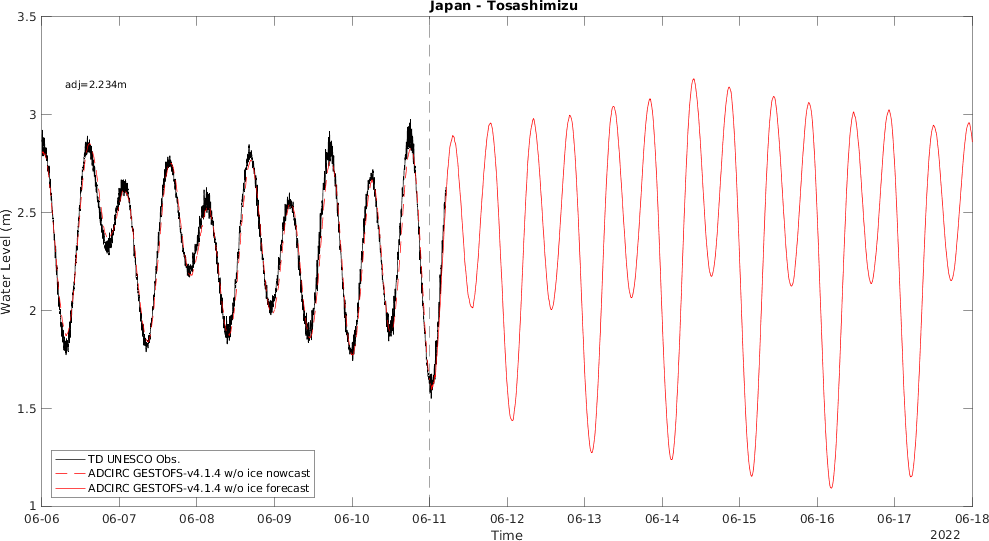 Japan - Tosashimizu
3.5
adj=2.234m
3
2.5
Water Level (m)
2
1.5
TD UNESCO Obs.
ADCIRC GESTOFS-v4.1.4 w/o ice nowcast
ADCIRC GESTOFS-v4.1.4 w/o ice forecast
1
06-06 06-07 06-08 06-09 06-10 06-11 06-12 06-13 06-14 06-15 06-16 06-17 06-18
Time
2022